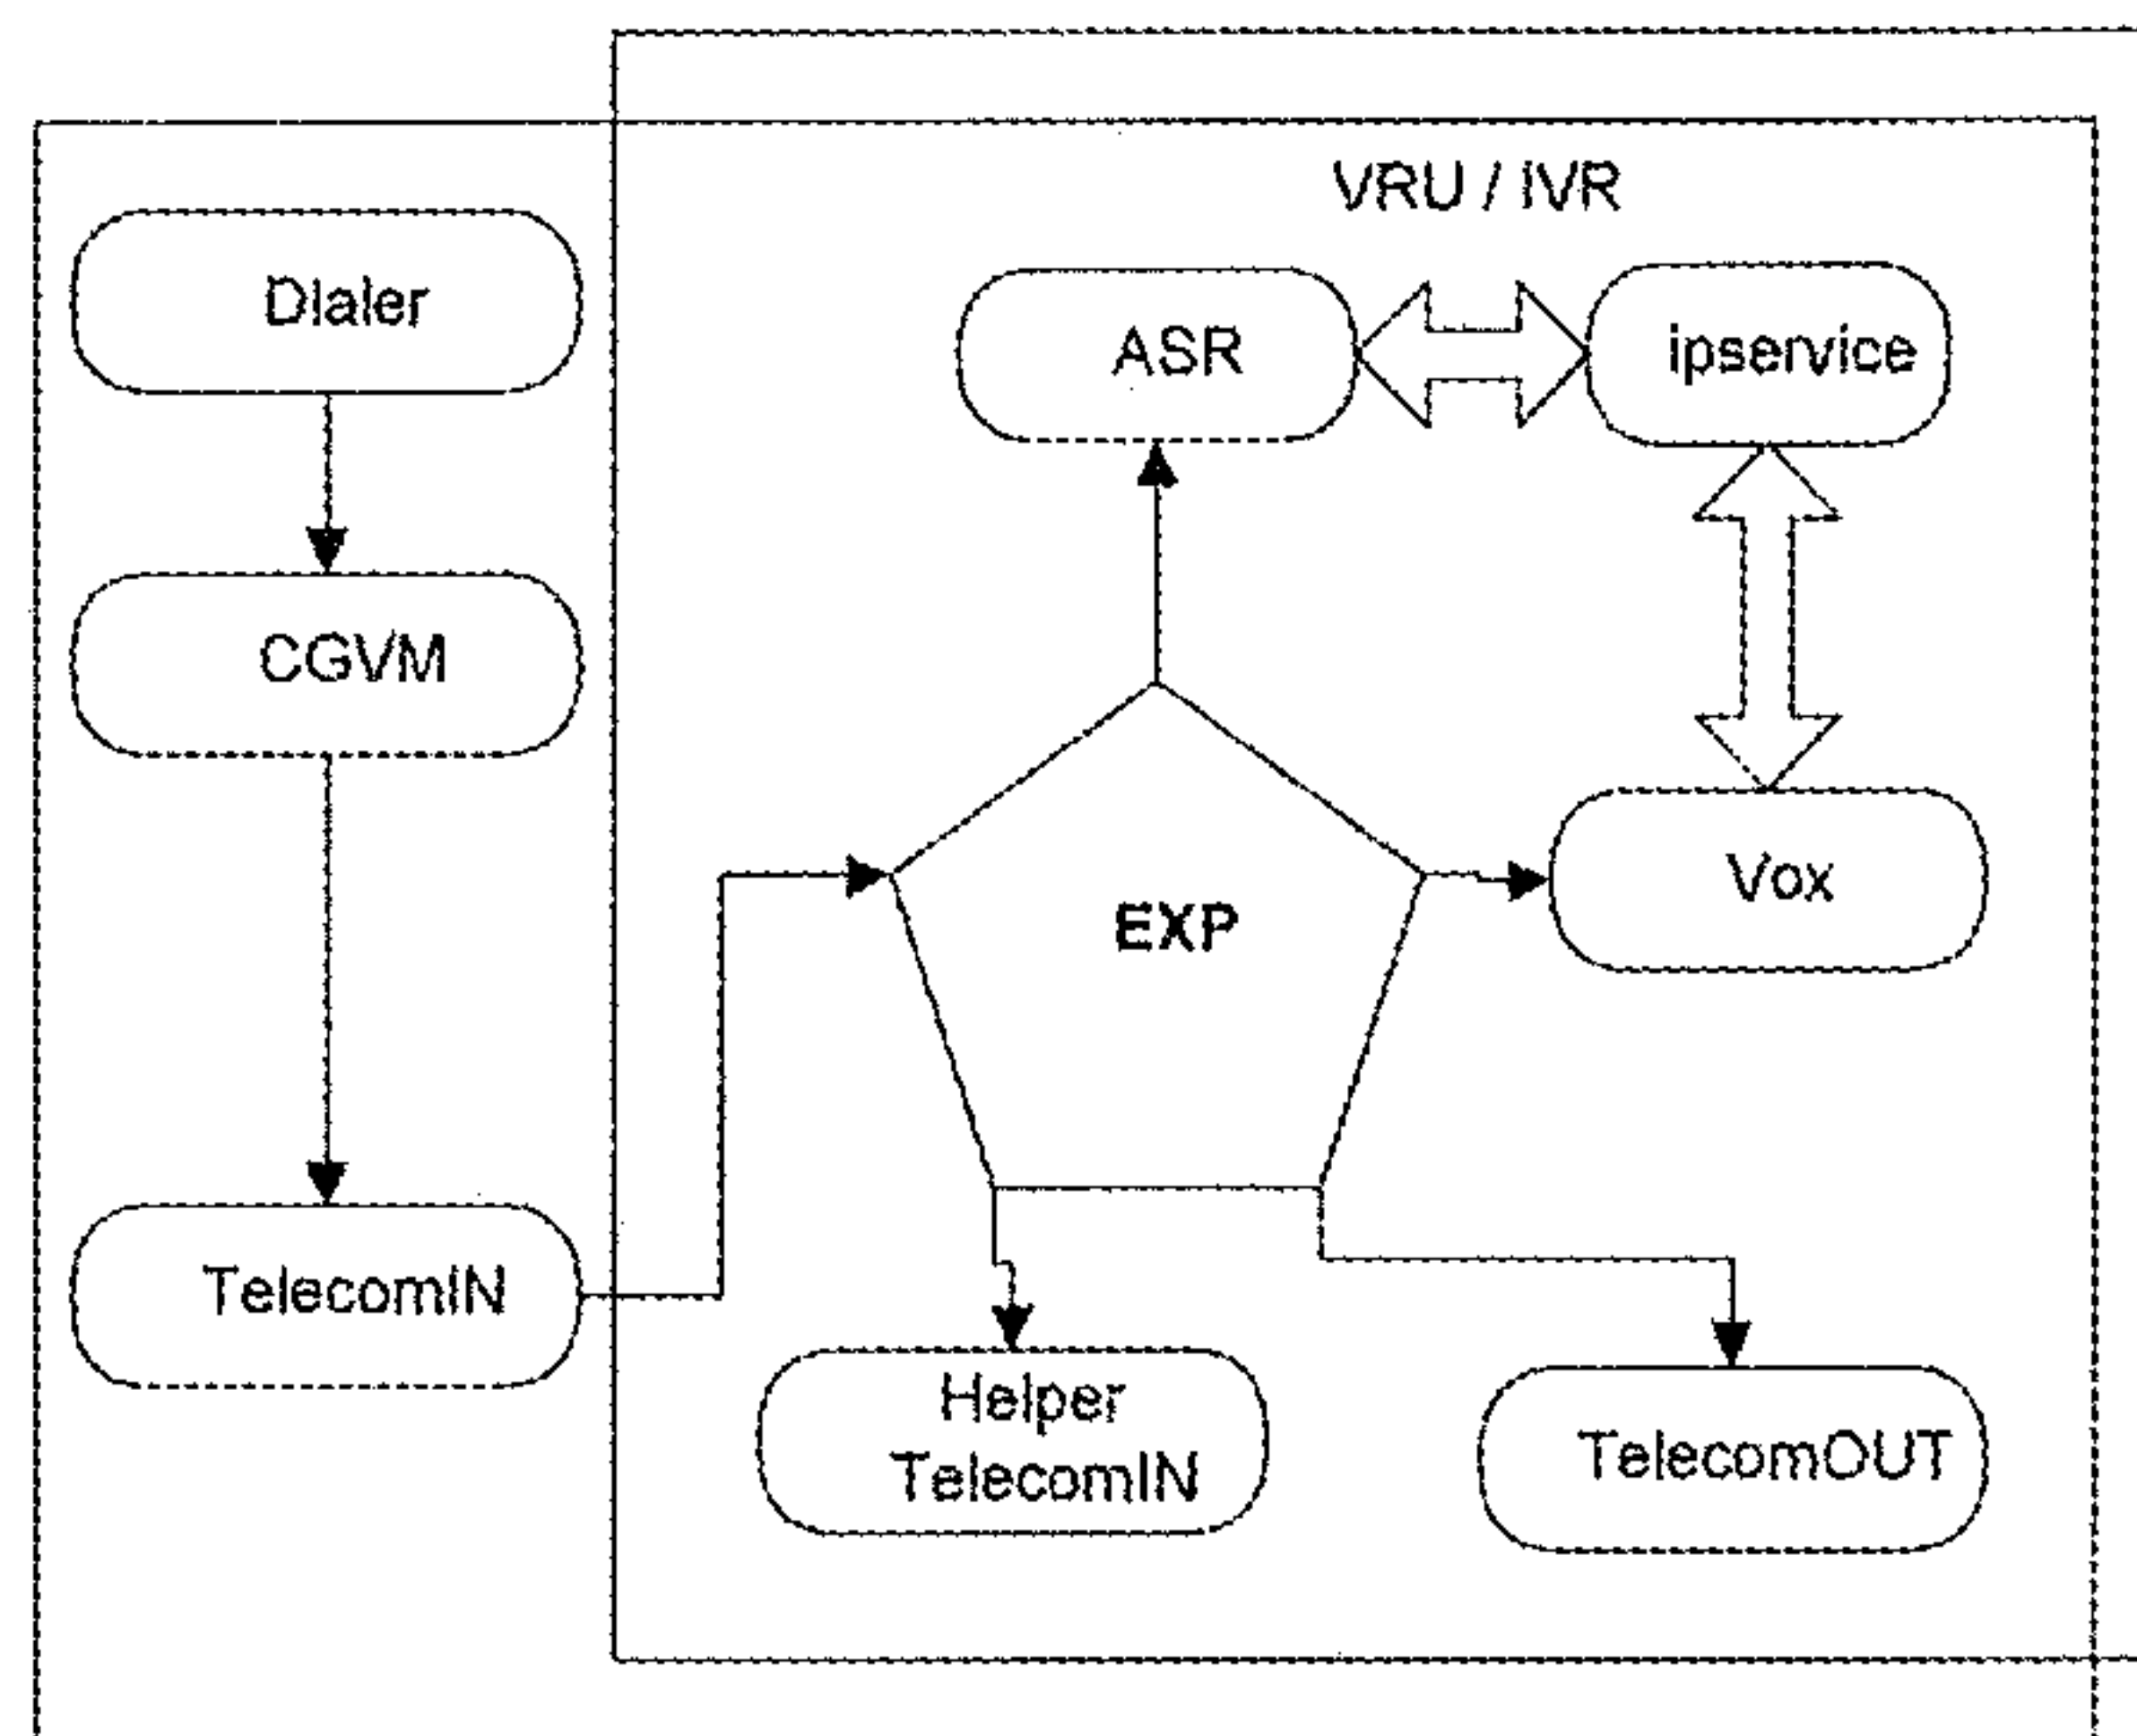 VRU / IVR
Dialer
ASR
ipservice
CGVM
Vox
EXP
TelecomIN
Helper
TelecomIN
TelecomOUT